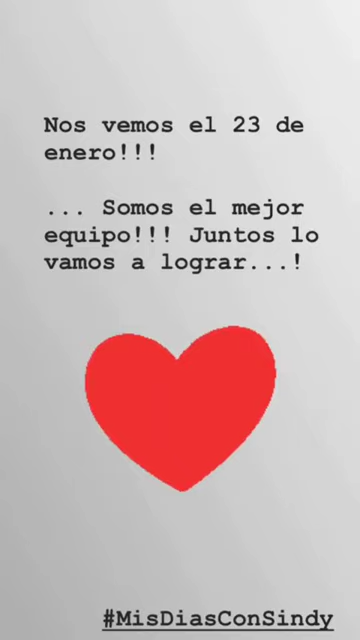 Nos vemos el 23 de
enero!!!
... Somos el mejor
equipo!!! Juntos lo
vamos a lograr...!
#MisDiasConSindy